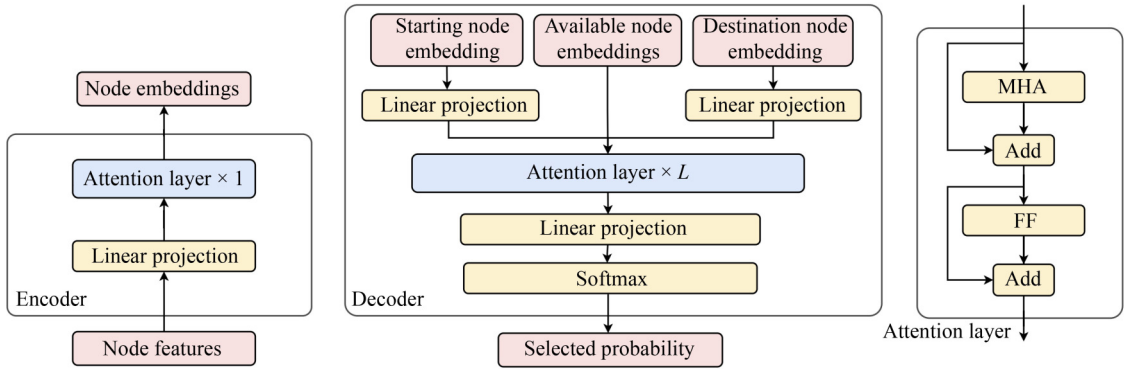 Node embeddings
Attention layer × 1
Linear projection
Encoder
Node features
Starting node
embedding
Available node
embeddings
Destination node
embedding
Linear projection
Linear projection
Attention layer × L
Linear projection
Softmax
Decoder
Selected probability
MHA
Add
FF
Add
Attention layer